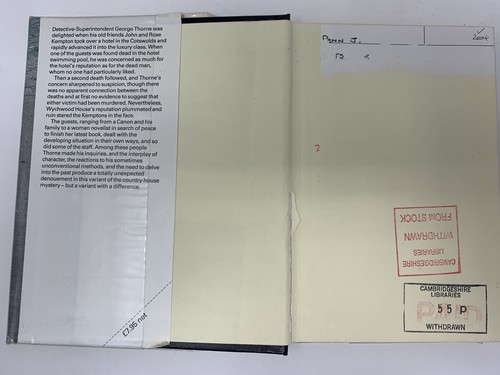 Detective-Superintendent George Thorne was
delighted when his old friends John and Rose
Kempton took over a hotel in the Cotswolds and
rapidly advanced it into the luxury class. When
one of the guests was found dead in the hotel
swimming pool, he was concerned as much for
the hotel's reputation as for the dead man,
whom no one had particularly liked.
Then a second death followed, and Thorne's
concern sharpened to suspicion, though there
was no apparent connection between the
deaths and at first no evidence to suggest that
either victim had been murdered. Nevertheless,
Wychwood House's reputation plummeted and
ruin stared the Kemptons in the face.
The guests, ranging from a Canon and his
family to a woman novelist in search of peace
to finish her latest book, dealt with the
developing situation in their own ways, and so
did some of the staff. Among these people
Thorne made his inquiries, and the interplay of
character, the reactions to his sometimes
unconventional methods, and the need to delve
into the past produce a totally unexpected
denouement in this variant of the country house
mystery – but a variant with a difference.
£7.95 net
PENN J.
2
CAMBRIDGESHIRE
LIBRARIES
WITHDRAWN
FROM STOCK
CAMBRIDGESHIRE
LIBRARIES
55p
WITHDRAWN